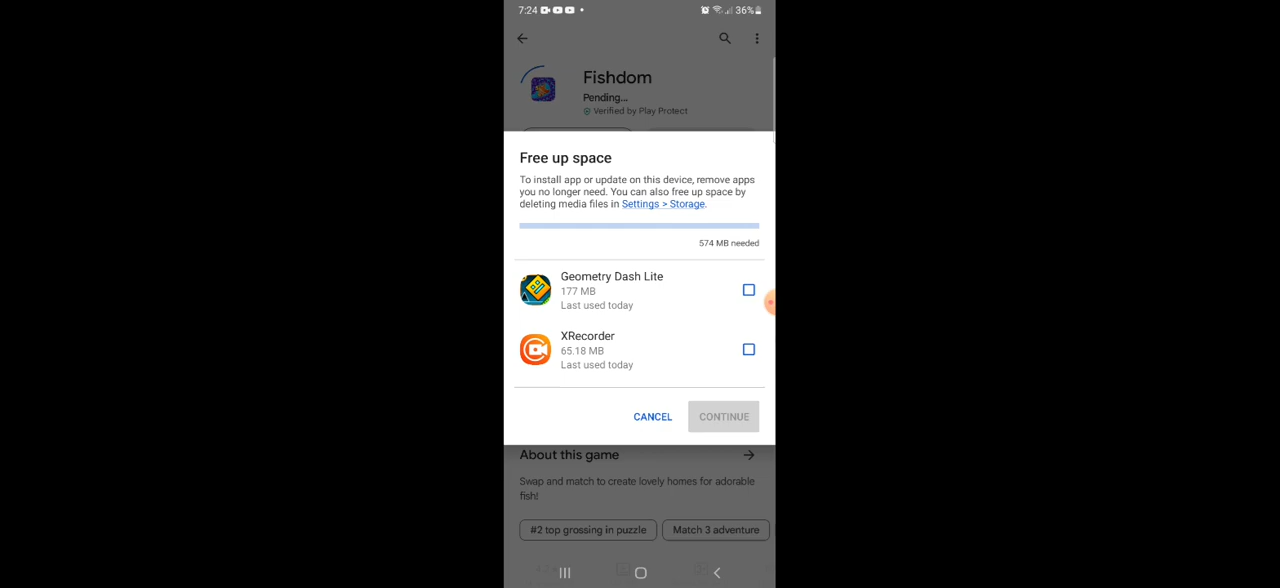 7:24
36%
Fishdom
Pending...
Verified by Play Protect
Free up space
To install app or update on this device, remove apps
you no longer need. You can also free up space by
deleting media files in Settings > Storage.
574 MB needed
Geometry Dash Lite
177 MB
Last used today
XRecorder
65.18 MB
Last used today
CANCEL
CONTINUE
About this game
Swap and match to create lovely homes for adorable
fish!
#2 top grossing in puzzle
Match 3 adventure